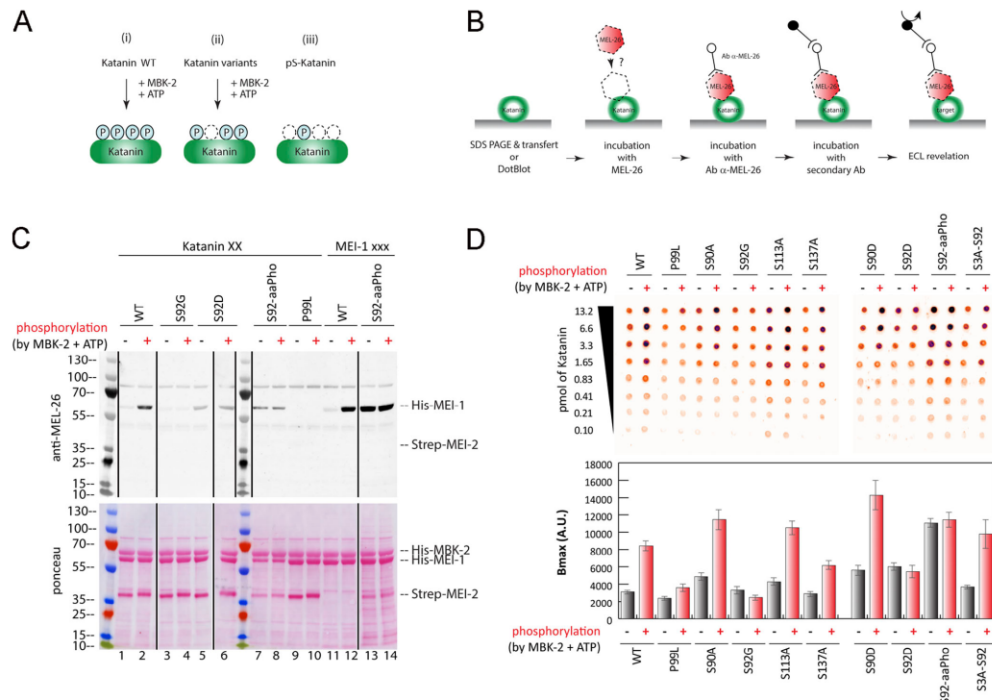 A
(i) (ii) (iii)
Katanin WT Katanin variants pS-Katanin
+ MBK-2 + MBK-2
+ ATP + ATP
P P P P P P P P
Katanin Katanin Katanin
B
MEL-26
?
Ab α-MEL-26
MEL-26 MEL-26 MEL-26
Katanin Katanin Katanin Katanin target
SDS PAGE & transfert
or
DotBlot
incubation
with
MEL-26
incubation
with
Ab α-MEL-26
incubation
with
secondary Ab
ECL revelation
C
Katanin XX MEI-1 xxx
WT S92G S92D S92-aaPho P99L WT S92-aaPho
phosphorylation
(by MBK-2 + ATP) - + - + - + - + - + - + - +
anti-MEL-26
130--
100--
70--
55--
35--
25--
15--
10--
-- His-MEI-1
-- Strep-MEI-2
ponceau
130--
100--
70--
55--
35--
25--
15--
10--
-- His-MBK-2
-- His-MEI-1
-- Strep-MEI-2
1 2 3 4 5 6 7 8 9 10 11 12 13 14
D
WT P99L S90A S92G S113A S137A S90D S92D S92-aaPho S3A-S92
phosphorylation
(by MBK-2 + ATP) - + - + - + - + - + - + - + - + - + - +
pmol of Katanin
13.2
6.6
3.3
1.65
0.83
0.41
0.21
0.10
Bmax (A.U.)
18000
16000
14000
12000
10000
8000
6000
4000
2000
0
phosphorylation
(by MBK-2 + ATP) - + - + - + - + - + - + - + - + - + - +
WT P99L S90A S92G S113A S137A S90D S92D S92-aaPho S3A-S92